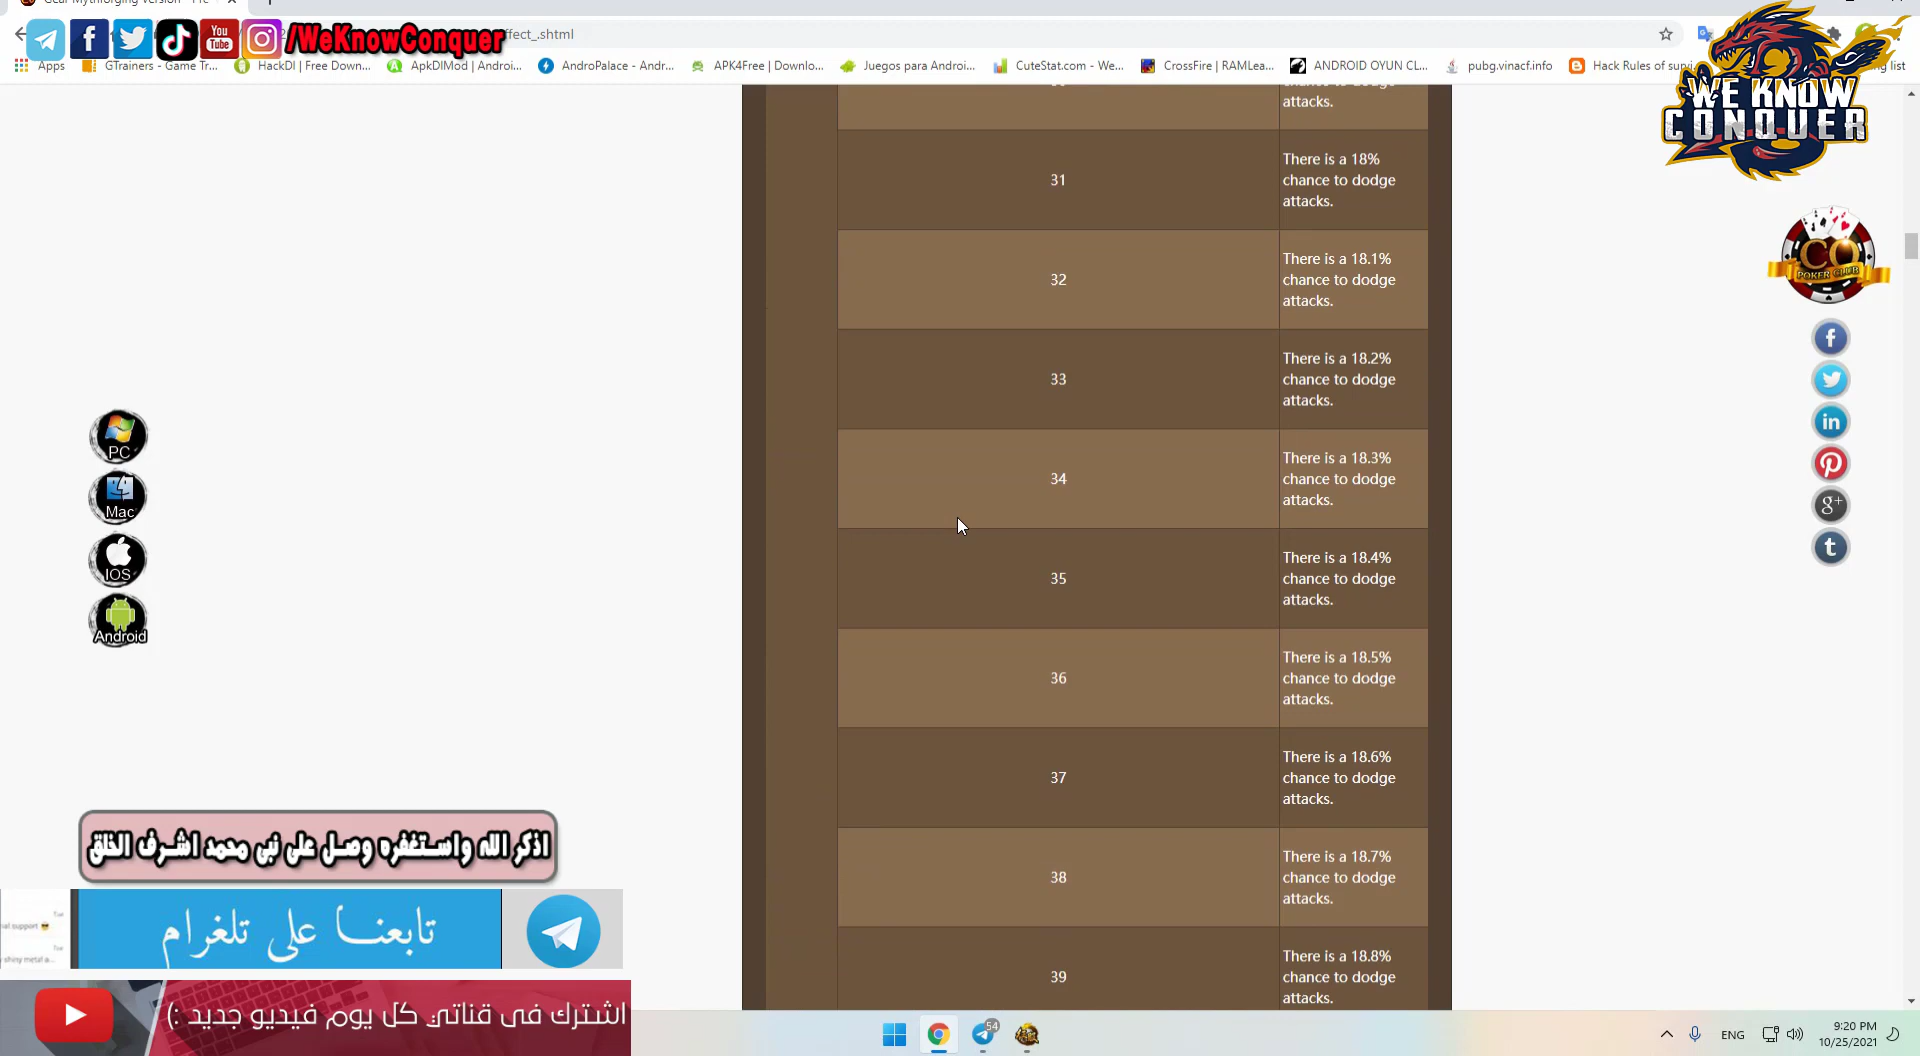 /WeKnowConquer
ffect_.shtml
Apps
GTrainers - Game Tr...
HackDl | Free Down...
ApkDlMod | Androi...
AndroPalace - Andr...
APK4Free | Downlo...
Juegos para Androi...
CuteStat.com - We...
CrossFire | RAMLea...
ANDROID OYUN CL...
pubg.vinacf.info
Hack Rules of survi
WE KNOW
CONQUER
attacks.
31
There is a 18%
chance to dodge
attacks.
32
There is a 18.1%
chance to dodge
attacks.
33
There is a 18.2%
chance to dodge
attacks.
34
There is a 18.3%
chance to dodge
attacks.
35
There is a 18.4%
chance to dodge
attacks.
36
There is a 18.5%
chance to dodge
attacks.
37
There is a 18.6%
chance to dodge
attacks.
38
There is a 18.7%
chance to dodge
attacks.
39
There is a 18.8%
chance to dodge
attacks.
CO
POKER CLUB
PC
Mac
IOS
Android
اذكر الله واستغفره وصل على نبى محمد اشرف الخلق
تابعنا على تلغرام
اشترك في قناتي كل يوم فيديو جديد :)
54
ENG
9:20 PM
10/25/2021